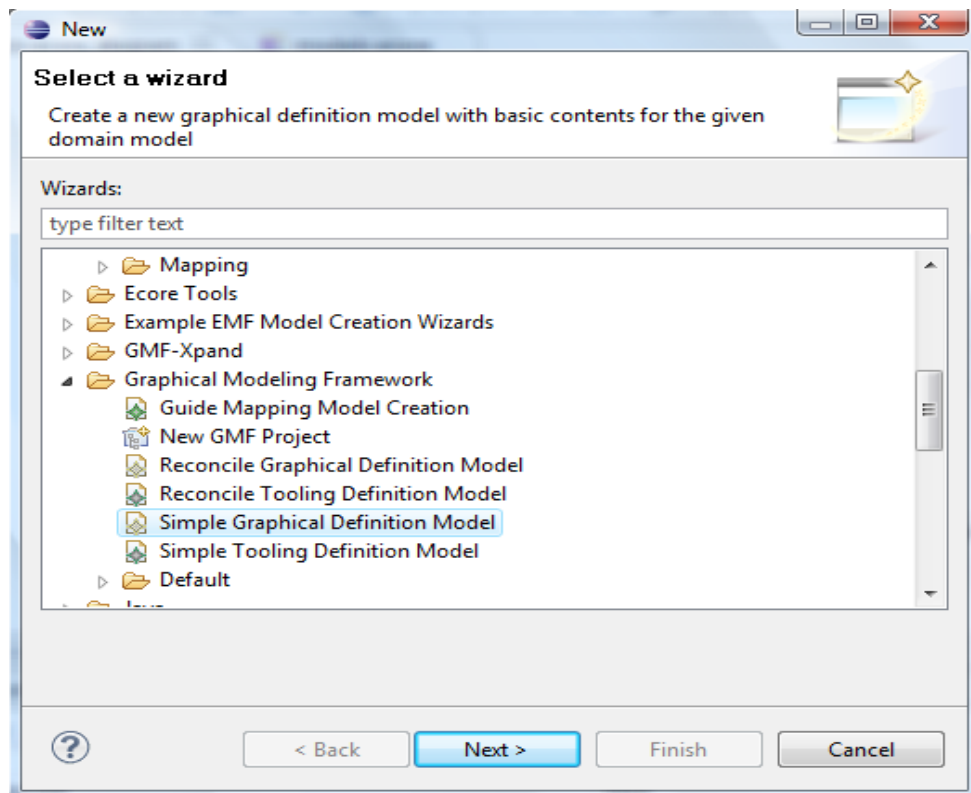 New
Select a wizard
Create a new graphical definition model with basic contents for the given
domain model
Wizards:
type filter text
Mapping
Ecore Tools
Example EMF Model Creation Wizards
GMF-Xpand
Graphical Modeling Framework
Guide Mapping Model Creation
New GMF Project
Reconcile Graphical Definition Model
Reconcile Tooling Definition Model
Simple Graphical Definition Model
Simple Tooling Definition Model
Default
? < Back Next > Finish Cancel